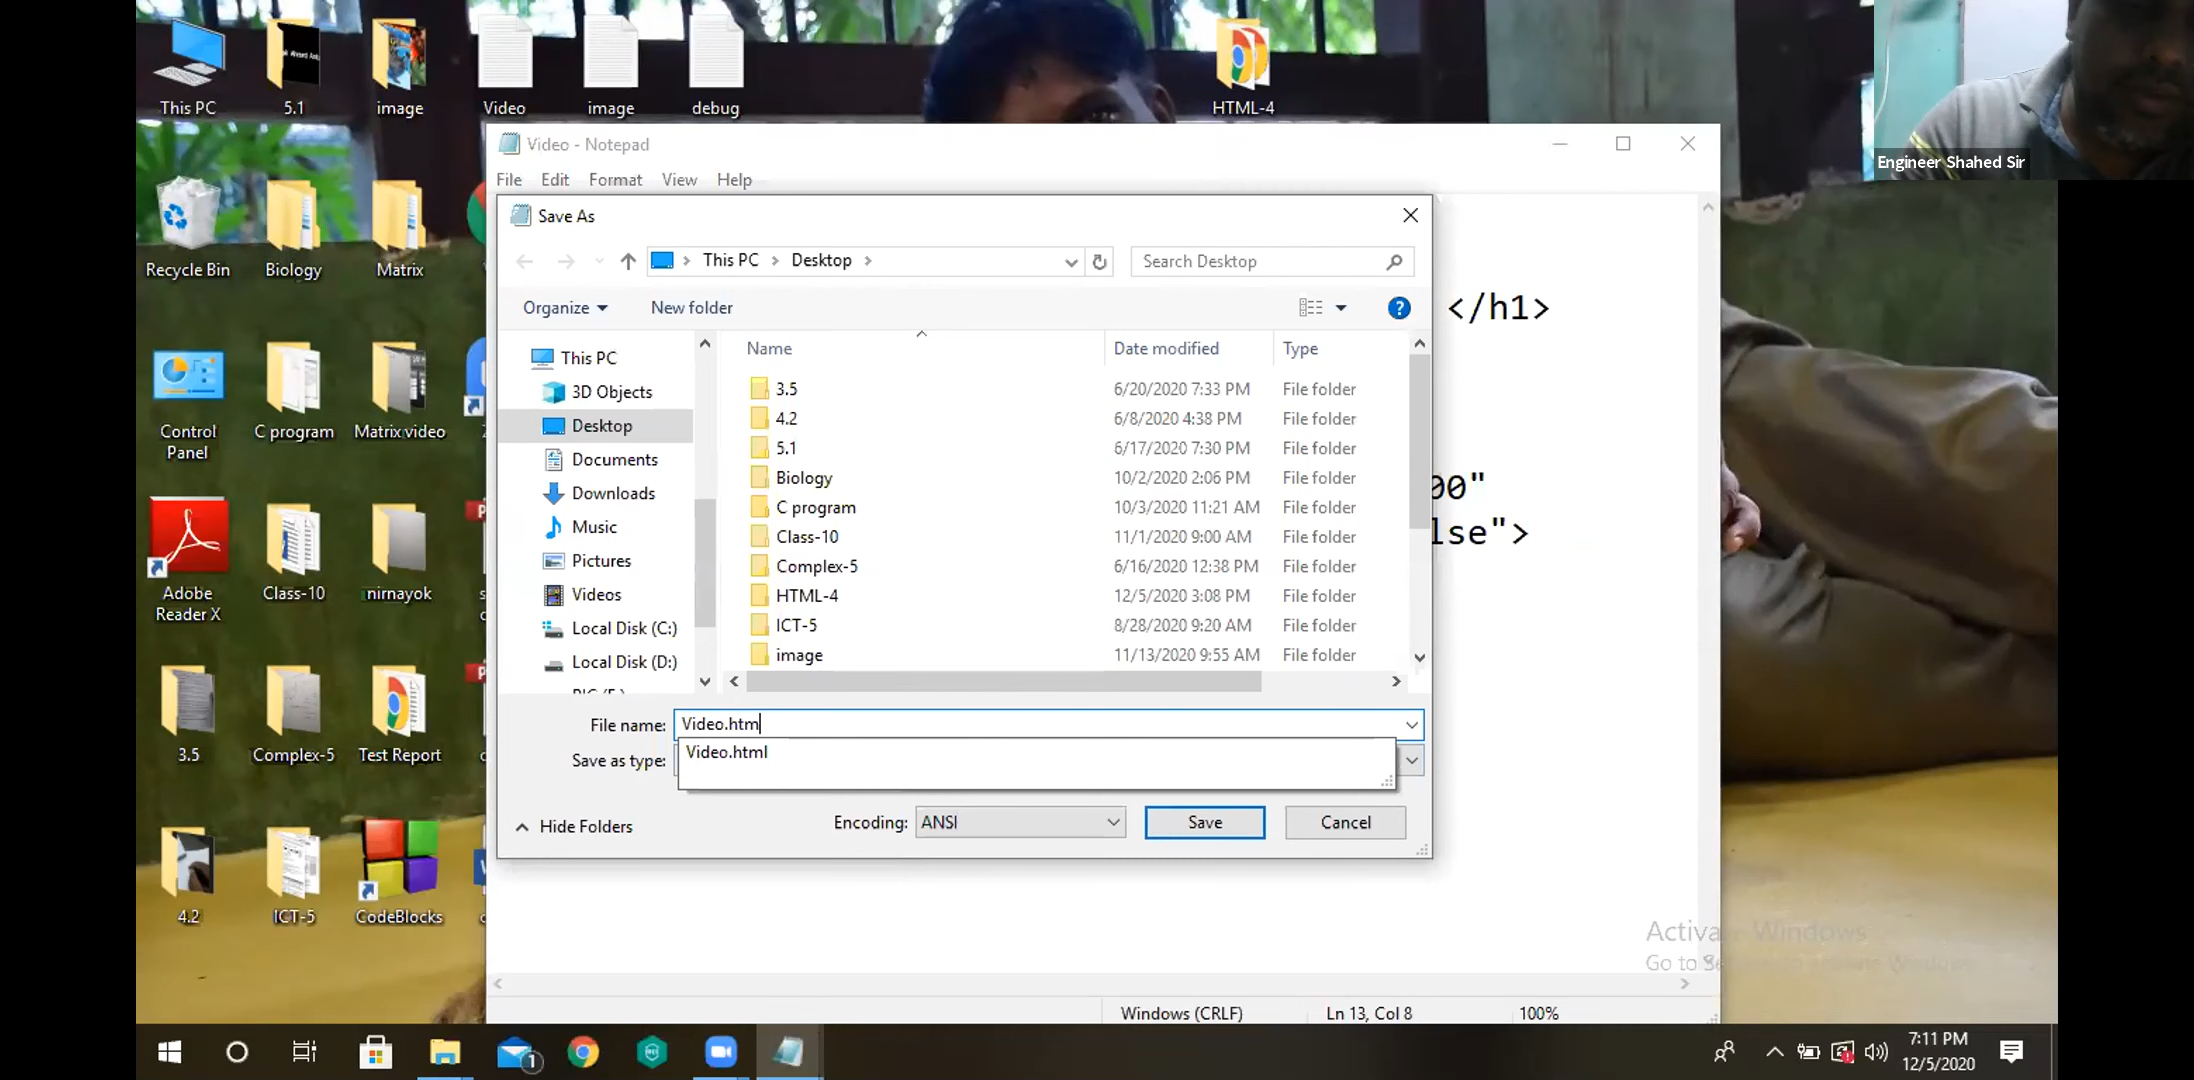 This PC
5.1
image
Video
image
debug
HTML-4
Engineer Shahed Sir
Video - Notepad
File Edit Format View Help
Save As
This PC > Desktop >
Search Desktop
Organize
New folder
</h1>
Name
Date modified
Type
This PC
3D Objects
Desktop
Documents
Downloads
Music
Pictures
Videos
Local Disk (C:)
Local Disk (D:)
3.5 6/20/2020 7:33 PM File folder
4.2 6/8/2020 4:38 PM File folder
5.1 6/17/2020 7:30 PM File folder
Biology 10/2/2020 2:06 PM File folder
C program 10/3/2020 11:21 AM File folder
Class-10 11/1/2020 9:00 AM File folder
Complex-5 6/16/2020 12:38 PM File folder
HTML-4 12/5/2020 3:08 PM File folder
ICT-5 8/28/2020 9:20 AM File folder
image 11/13/2020 9:55 AM File folder
00"
lse">
File name: Video.htm
Video.html
Save as type:
Hide Folders
Encoding: ANSI
Save
Cancel
Recycle Bin
Biology
Matrix
Control Panel
C program
Matrix video
Adobe Reader X
Class-10
nirnayok
3.5
Complex-5
Test Report
4.2
ICT-5
CodeBlocks
Activate Windows
Windows (CRLF)
Ln 13, Col 8
100%
1
7:11 PM
12/5/2020